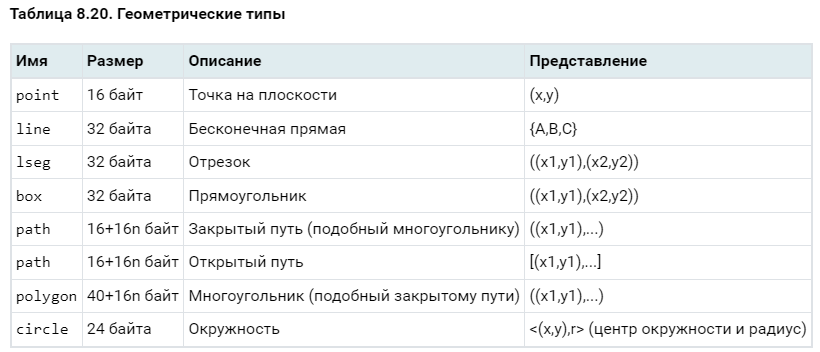 Таблица 8.20. Геометрические типы
Имя Размер Описание Представление
point 16 байт Точка на плоскости (x,y)
line 32 байта Бесконечная прямая {A,B,C}
lseg 32 байта Отрезок ((x1,y1),(x2,y2))
box 32 байта Прямоугольник ((x1,y1),(x2,y2))
path 16+16n байт Закрытый путь (подобный многоугольнику) ((x1,y1),...)
path 16+16n байт Открытый путь [(x1,y1),...]
polygon 40+16n байт Многоугольник (подобный закрытому пути) ((x1,y1),...)
circle 24 байта Окружность <(x,y),r> (центр окружности и радиус)